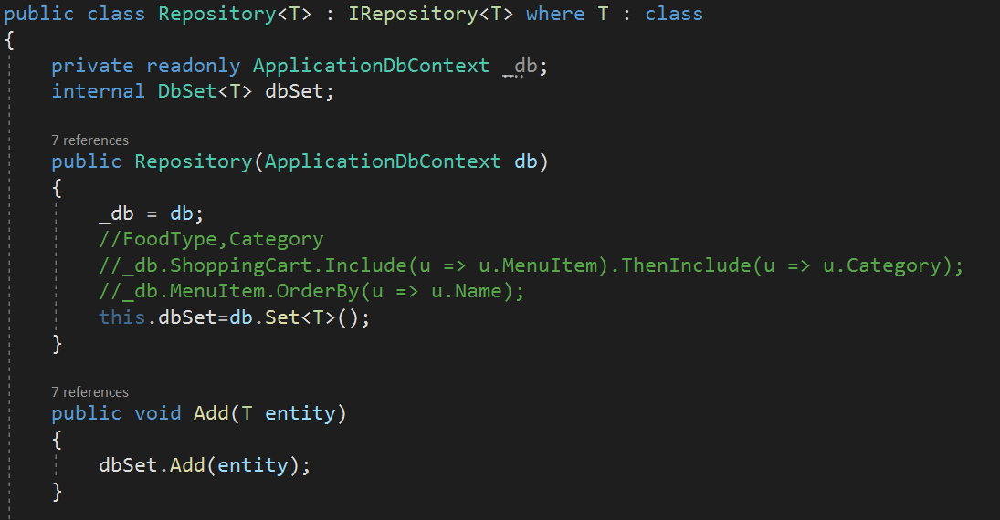 public class Repository<T> : IRepository<T> where T : class
{
private readonly ApplicationDbContext _db;
internal DbSet<T> dbSet;
7 references
public Repository(ApplicationDbContext db)
{
_db = db;
//FoodType,Category
//_db.ShoppingCart.Include(u => u.MenuItem).ThenInclude(u => u.Category);
//_db.MenuItem.OrderBy(u => u.Name);
this.dbSet=db.Set<T>();
}
7 references
public void Add(T entity)
{
dbSet.Add(entity);
}